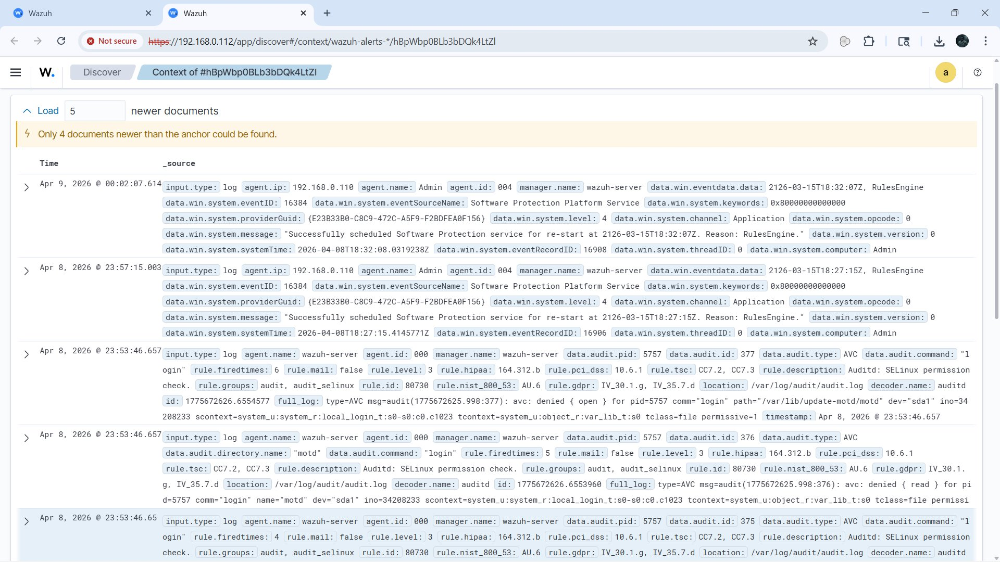 Wazuh
Wazuh
Not secure https://192.168.0.112/app/discover#/context/wazuh-alerts-*/hBpWbp0BLb3bDQk4LtZl
W. Discover Context of #hBpWbp0BLb3bDQk4LtZl a
Load 5 newer documents
Only 4 documents newer than the anchor could be found.
Time _source
Apr 9, 2026 @ 00:02:07.614 input.type: log agent.ip: 192.168.0.110 agent.name: Admin agent.id: 004 manager.name: wazuh-server data.win.eventdata.data: 2126-03-15T18:32:07Z, RulesEngine
data.win.system.eventID: 16384 data.win.system.eventSourceName: Software Protection Platform Service data.win.system.keywords: 0x80000000000000
data.win.system.providerGuid: {E23B33B0-C8C9-472C-A5F9-F2BDFEA0F156} data.win.system.level: 4 data.win.system.channel: Application data.win.system.opcode: 0
data.win.system.message: "Successfully scheduled Software Protection service for re-start at 2126-03-15T18:32:07Z. Reason: RulesEngine." data.win.system.version: 0
data.win.system.systemTime: 2026-04-08T18:32:08.0319238Z data.win.system.eventRecordID: 16908 data.win.system.threadID: 0 data.win.system.computer: Admin
Apr 8, 2026 @ 23:57:15.003 input.type: log agent.ip: 192.168.0.110 agent.name: Admin agent.id: 004 manager.name: wazuh-server data.win.eventdata.data: 2126-03-15T18:27:15Z, RulesEngine
data.win.system.eventID: 16384 data.win.system.eventSourceName: Software Protection Platform Service data.win.system.keywords: 0x80000000000000
data.win.system.providerGuid: {E23B33B0-C8C9-472C-A5F9-F2BDFEA0F156} data.win.system.level: 4 data.win.system.channel: Application data.win.system.opcode: 0
data.win.system.message: "Successfully scheduled Software Protection service for re-start at 2126-03-15T18:27:15Z. Reason: RulesEngine." data.win.system.version: 0
data.win.system.systemTime: 2026-04-08T18:27:15.4145771Z data.win.system.eventRecordID: 16906 data.win.system.threadID: 0 data.win.system.computer: Admin
Apr 8, 2026 @ 23:53:46.657 input.type: log agent.name: wazuh-server agent.id: 000 manager.name: wazuh-server data.audit.pid: 5757 data.audit.id: 377 data.audit.type: AVC data.audit.command: "l
ogin" rule.firedtimes: 6 rule.mail: false rule.level: 3 rule.hipaa: 164.312.b rule.pci_dss: 10.6.1 rule.tsc: CC7.2, CC7.3 rule.description: Auditd: SELinux permission
check. rule.groups: audit, audit_selinux rule.id: 80730 rule.nist_800_53: AU.6 rule.gdpr: IV_30.1.g, IV_35.7.d location: /var/log/audit/audit.log decoder.name: auditd
id: 1775672626.6554577 full_log: type=AVC msg=audit(1775672625.998:377): avc: denied { open } for pid=5757 comm="login" path="/var/lib/update-motd/motd" dev="sda1" ino=34
208233 scontext=system_u:system_r:local_login_t:s0-s0:c0.c1023 tcontext=system_u:object_r:var_lib_t:s0 tclass=file permissive=1 timestamp: Apr 8, 2026 @ 23:53:46.657
Apr 8, 2026 @ 23:53:46.657 input.type: log agent.name: wazuh-server agent.id: 000 manager.name: wazuh-server data.audit.pid: 5757 data.audit.id: 376 data.audit.type: AVC
data.audit.directory.name: "motd" data.audit.command: "login" rule.firedtimes: 5 rule.mail: false rule.level: 3 rule.hipaa: 164.312.b rule.pci_dss: 10.6.1
rule.tsc: CC7.2, CC7.3 rule.description: Auditd: SELinux permission check. rule.groups: audit, audit_selinux rule.id: 80730 rule.nist_800_53: AU.6 rule.gdpr: IV_30.1.
g, IV_35.7.d location: /var/log/audit/audit.log decoder.name: auditd id: 1775672626.6553960 full_log: type=AVC msg=audit(1775672625.998:376): avc: denied { read } for pi
d=5757 comm="login" name="motd" dev="sda1" ino=34208233 scontext=system_u:system_r:local_login_t:s0-s0:c0.c1023 tcontext=system_u:object_r:var_lib_t:s0 tclass=file permissi
Apr 8, 2026 @ 23:53:46.65 input.type: log agent.name: wazuh-server agent.id: 000 manager.name: wazuh-server data.audit.pid: 5757 data.audit.id: 375 data.audit.type: AVC data.audit.command: "l
ogin" rule.firedtimes: 4 rule.mail: false rule.level: 3 rule.hipaa: 164.312.b rule.pci_dss: 10.6.1 rule.tsc: CC7.2, CC7.3 rule.description: Auditd: SELinux permission
check. rule.groups: audit, audit_selinux rule.id: 80730 rule.nist_800_53: AU.6 rule.gdpr: IV_30.1.g, IV_35.7.d location: /var/log/audit/audit.log decoder.name: auditd